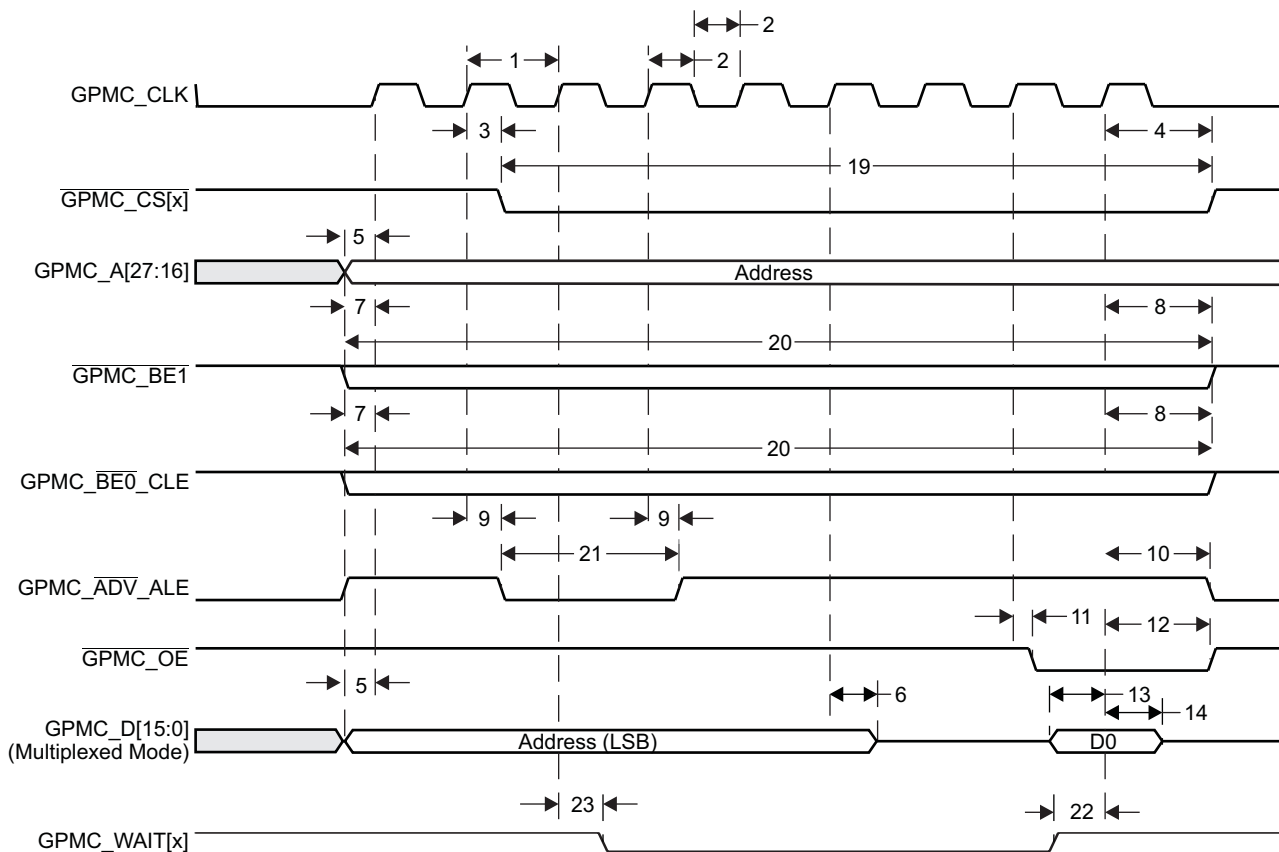 2
1
2
GPMC_CLK
3
4
19
GPMC_CS[x]
5
GPMC_A[27:16]
Address
7
8
20
GPMC_BE1
7
8
20
GPMC_BE0_CLE
9
9
21
10
GPMC_ADV_ALE
11
12
GPMC_OE
5
6
13
14
GPMC_D[15:0]
(Multiplexed Mode)
Address (LSB)
D0
23
22
GPMC_WAIT[x]